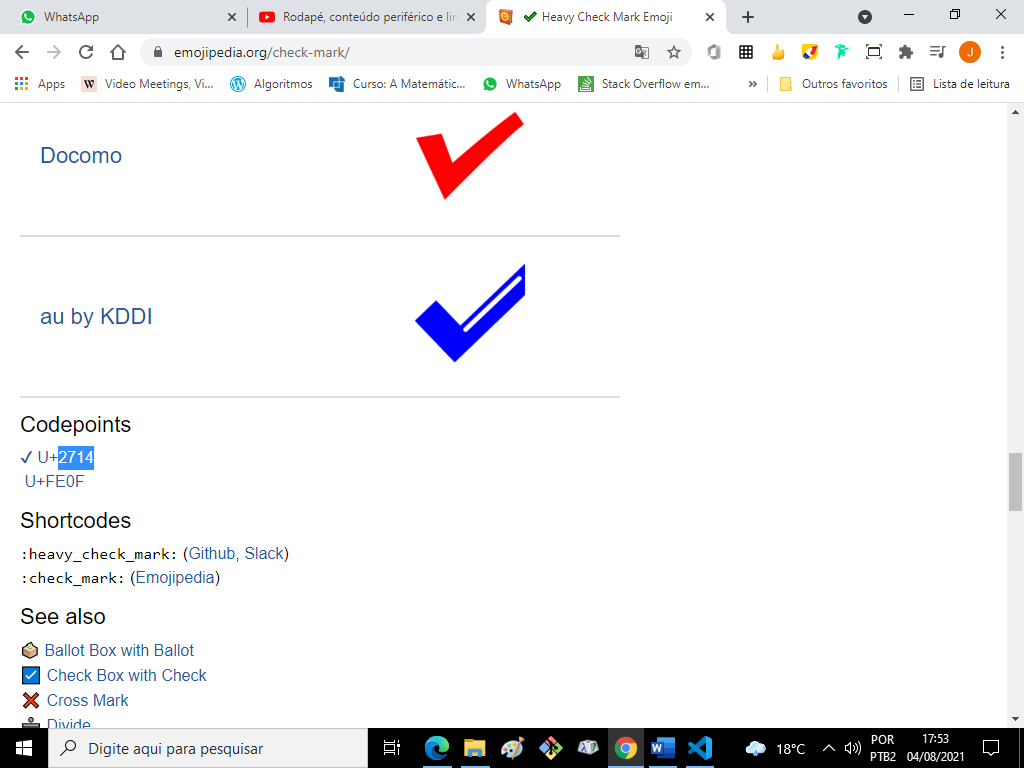 WhatsApp
Rodapé, conteúdo periférico e lin
Heavy Check Mark Emoji
emojipedia.org/check-mark/
Apps
Video Meetings, Vi...
Algoritmos
Curso: A Matemátic...
WhatsApp
Stack Overflow em...
»
Outros favoritos
Lista de leitura
J
Docomo
au by KDDI
Codepoints
✔ U+2714
U+FE0F
Shortcodes
:heavy_check_mark: (Github, Slack)
:check_mark: (Emojipedia)
See also
Ballot Box with Ballot
Check Box with Check
Cross Mark
Divide
Digite aqui para pesquisar
18°C
POR
PTB2
17:53
04/08/2021